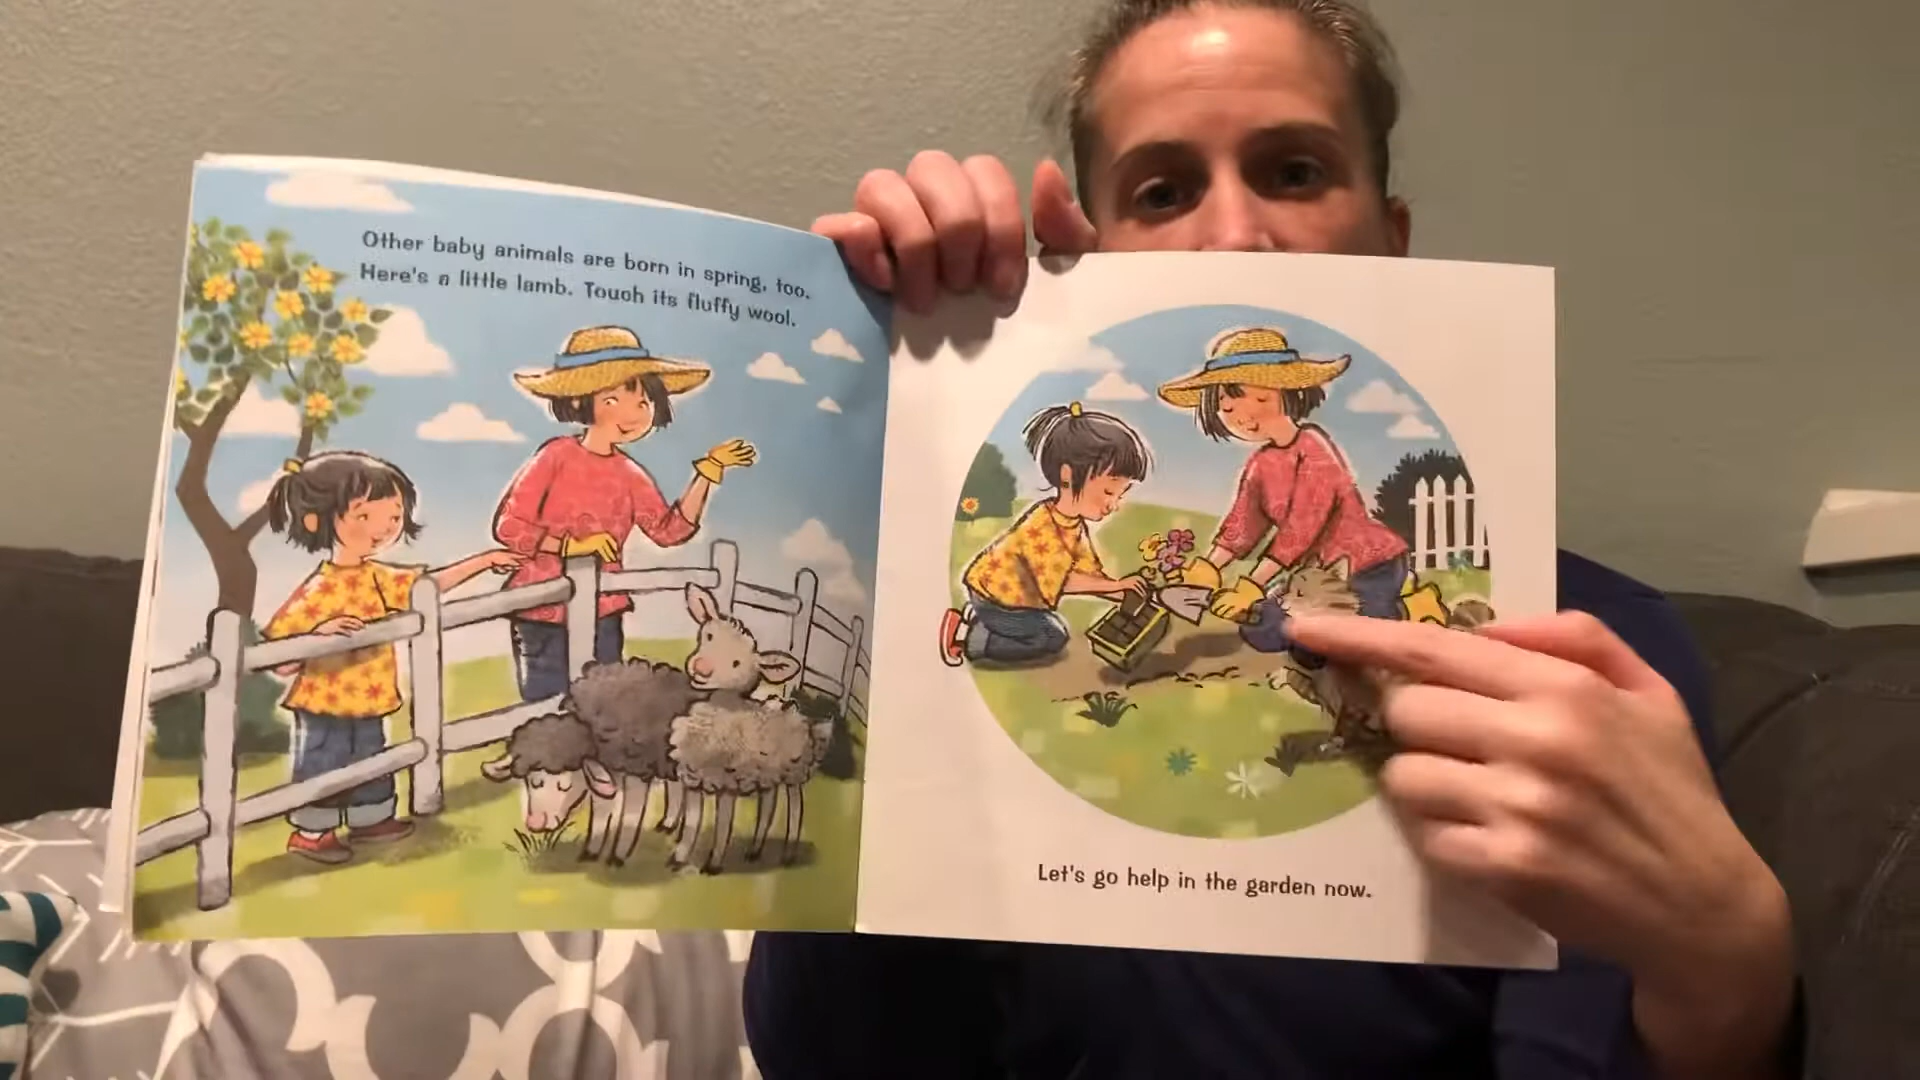 Other baby animals are born in spring, too.
Here's a little lamb. Touch its fluffy wool.
Let's go help in the garden now.